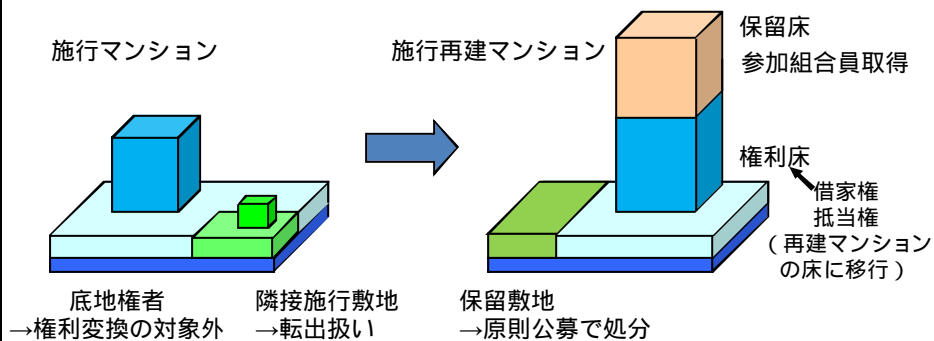 施行マンション
施行再建マンション
保留床
参加組合員取得
権利床
借家権
抵当権
(再建マンション
の床に移行)
底地権者
→権利変換の対象外
隣接施行敷地
→転出扱い
保留敷地
→原則公募で処分